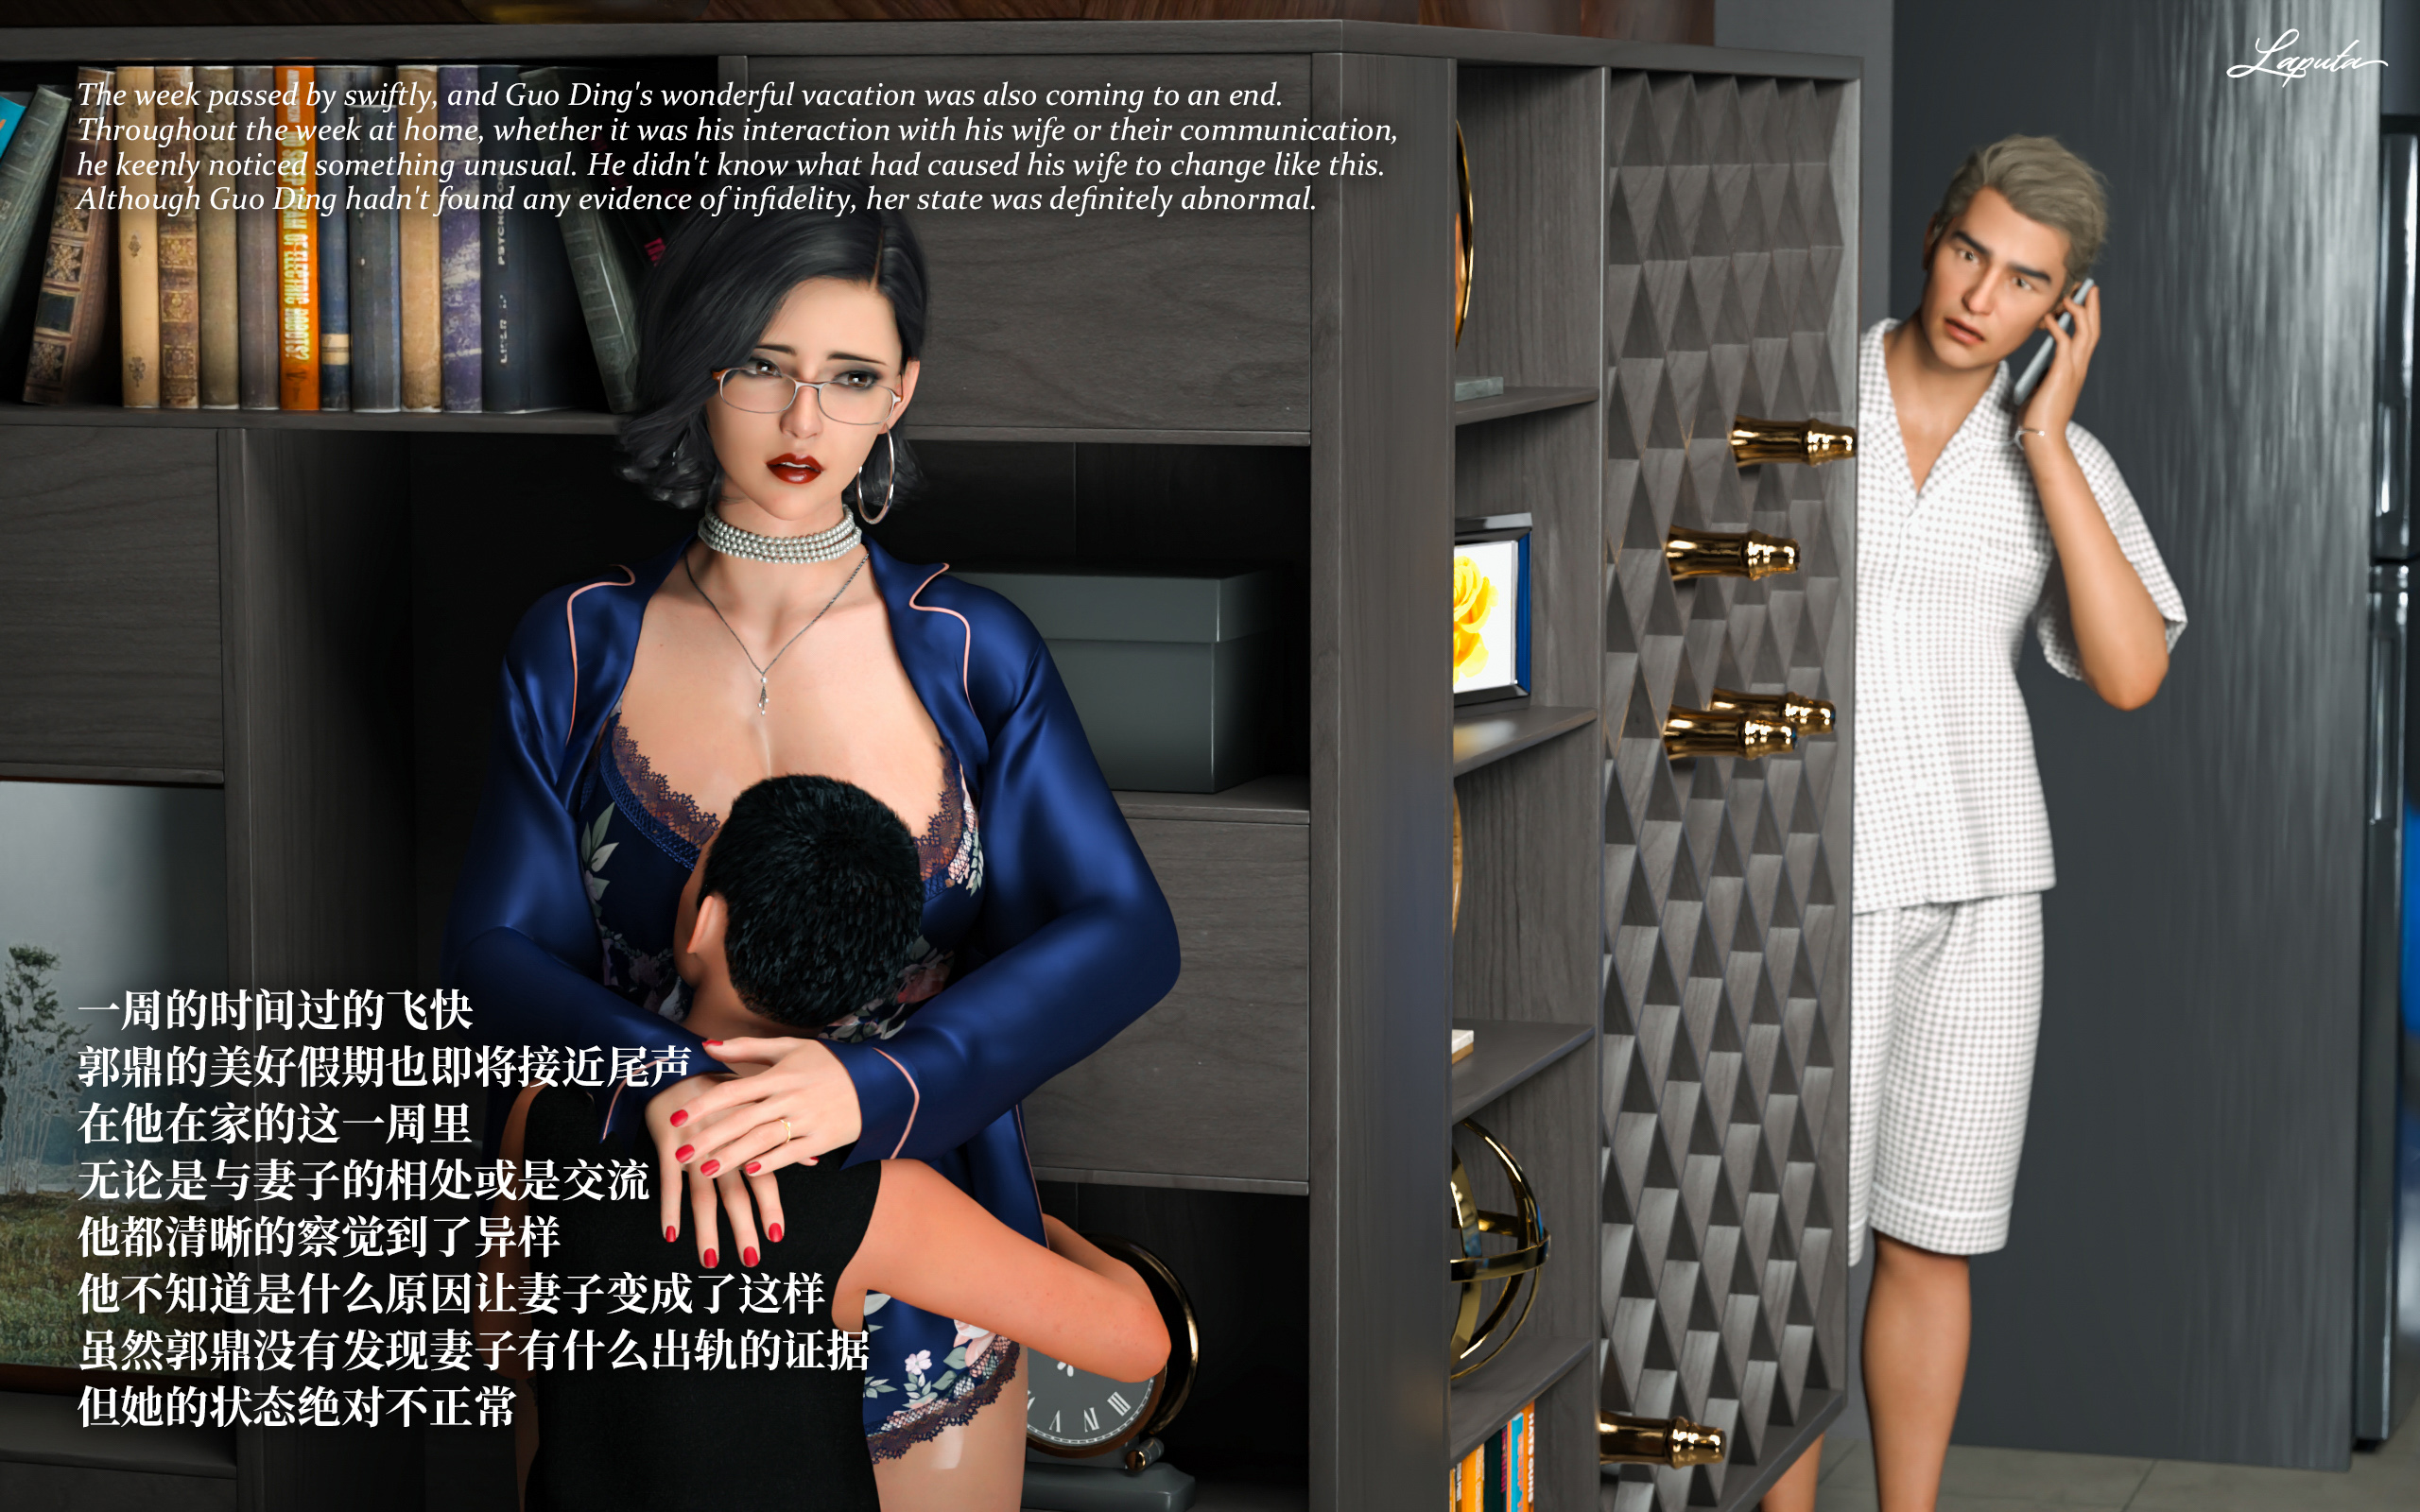 The week passed by swiftly, and Guo Ding's wonderful vacation was also coming to an end.
Throughout the week at home, whether it was his interaction with his wife or their communication,
he keenly noticed something unusual. He didn't know what had caused his wife to change like this.
Although Guo Ding hadn't found any evidence of infidelity, her state was definitely abnormal.
Laputa
OF ELECTRIC ROBOTS?
一周的时间过的飞快
郭鼎的美好假期也即将接近尾声
在他在家的这一周里
无论是与妻子的相处或是交流
他都清晰的察觉到了异样
他不知道是什么原因让妻子变成了这样
虽然郭鼎没有发现妻子有什么出轨的证据
但她的状态绝对不正常